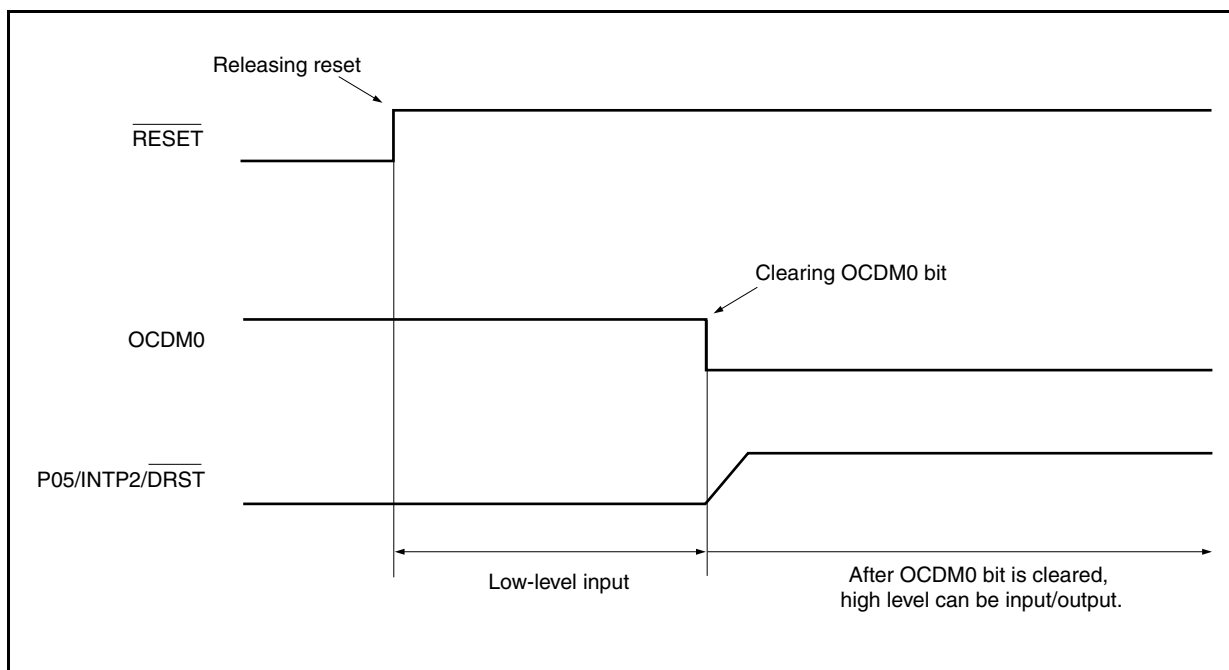 Releasing reset
RESET
Clearing OCDM0 bit
OCDM0
P05/INTP2/DRST
Low-level input
After OCDM0 bit is cleared,
high level can be input/output.